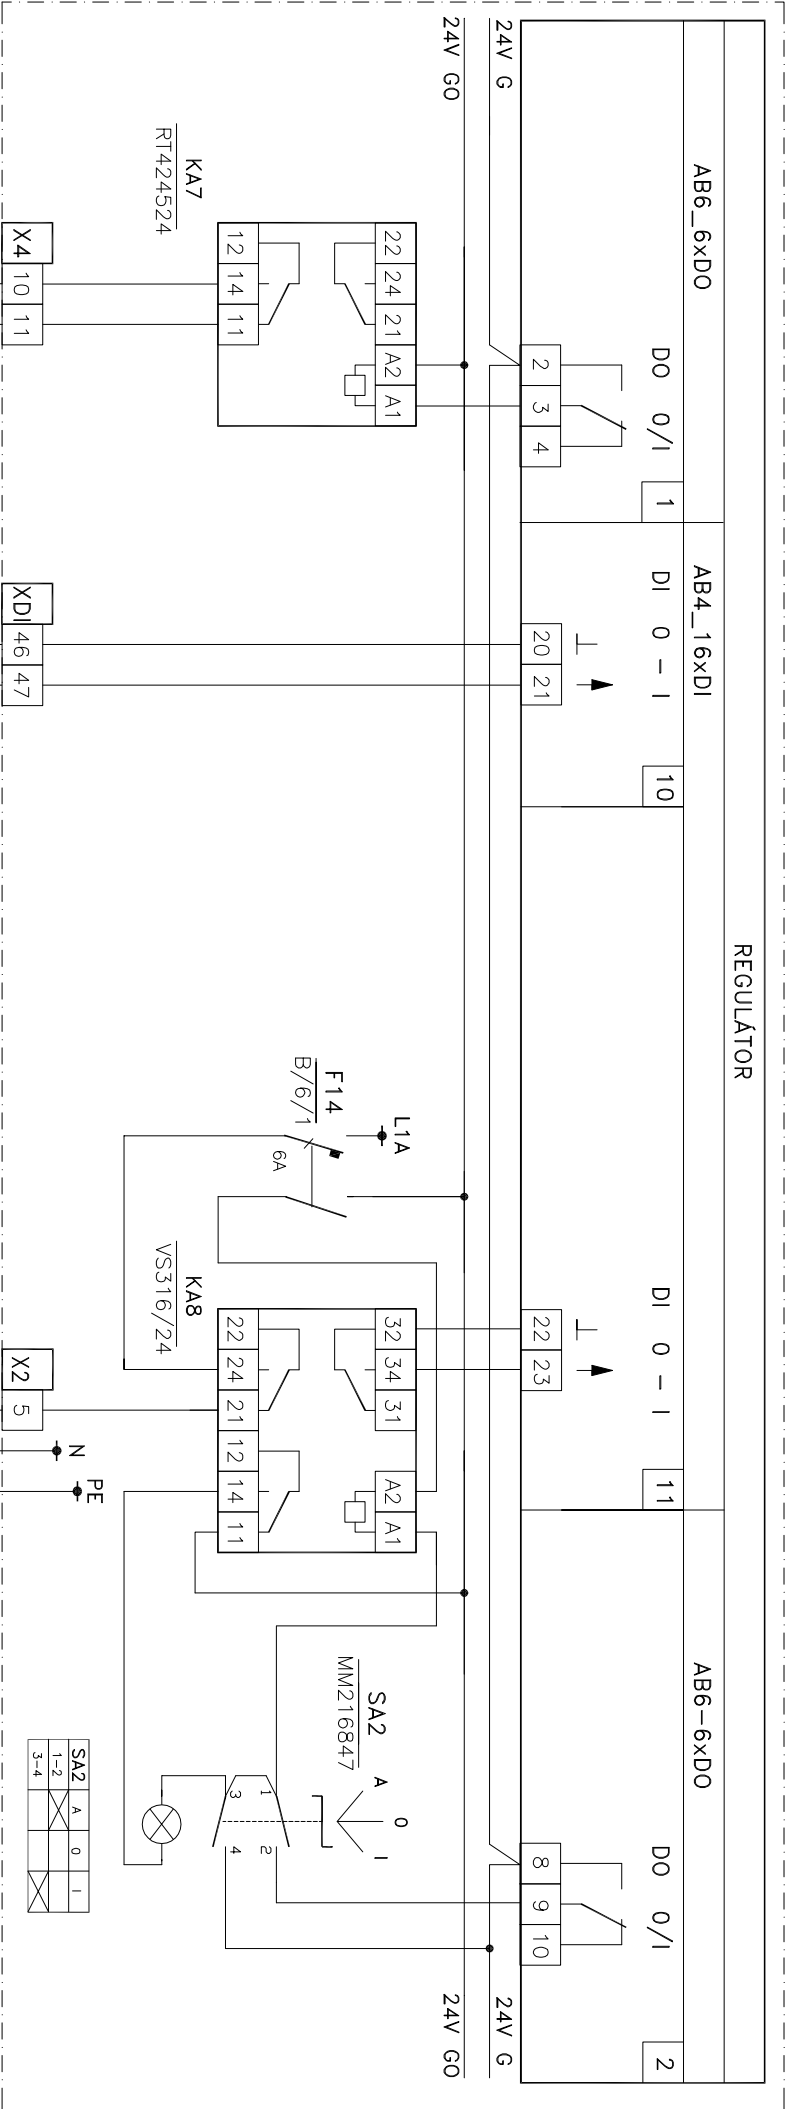 REGULÁTOR
AB6_6xDO
AB4_16xDI
AB6-6xDO
DO 0/I
1
DI 0 - I
10
DI 0 - I
11
DO 0/I
2
2 3 4
20 21
22 23
8 9 10
24V G
24V G
24V GO
24V GO
22 24 21 A2 A1
KA7
RT424524
12 14 11
L1A
F14
B/6/1
6A
32 34 31 A2 A1
KA8
VS316/24
22 24 21 12 14 11
SA2
MM216847
A 0 I
1 2
3 4
N
PE
X4
10 11
XDI
46 47
X2
5
SA2 A 0 I
1-2
3-4